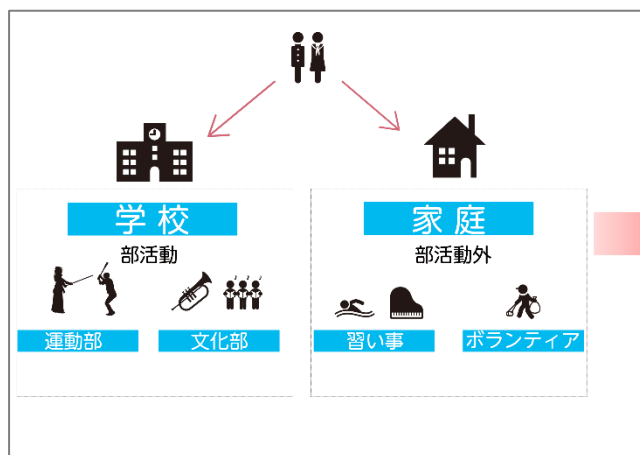 学校
部活動
運動部
文化部
家庭
部活動外
習い事
ボランティア